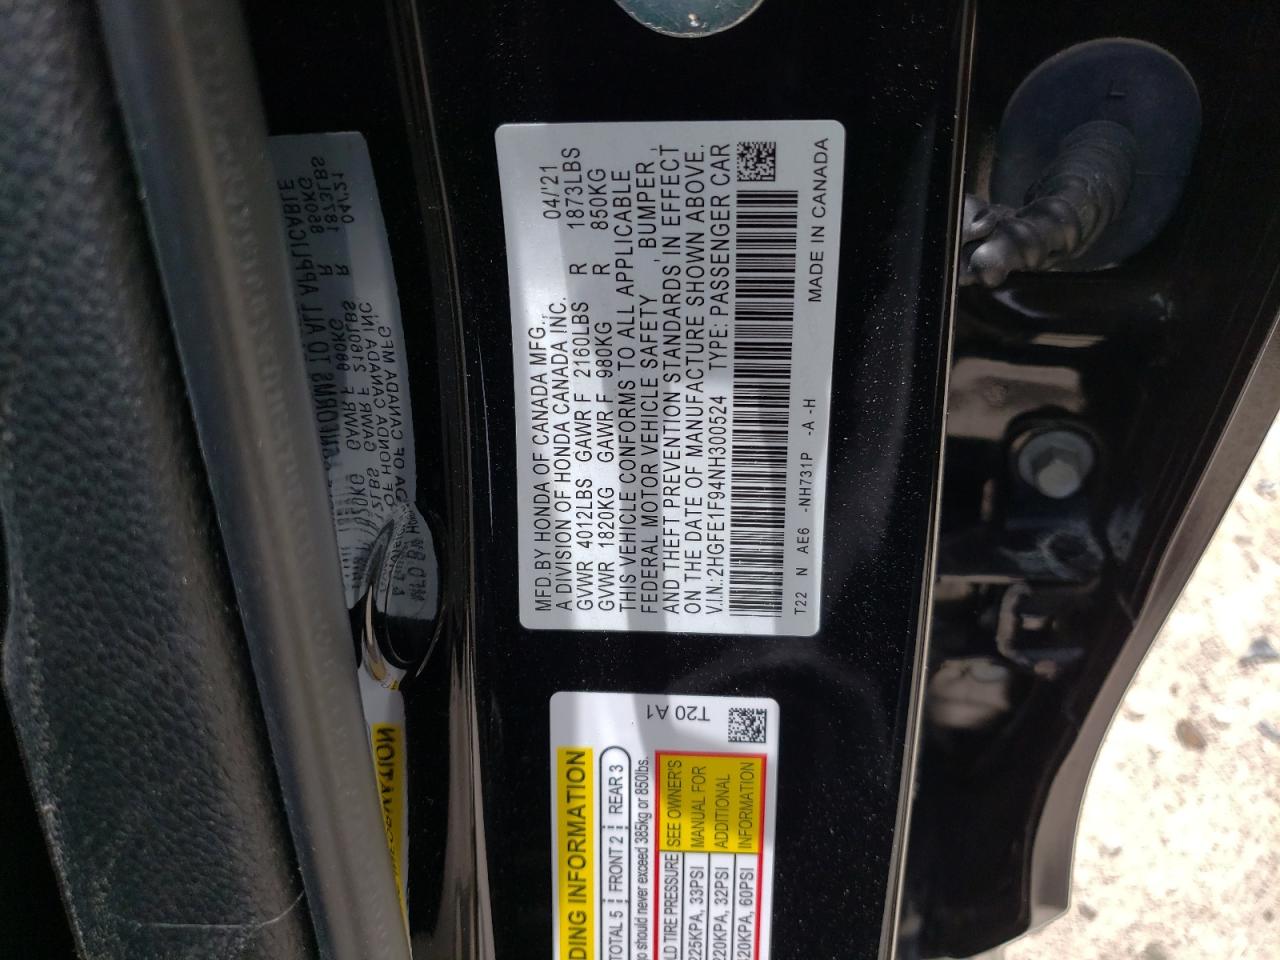 MFD. BY HONDA OF CANADA MFG.,
A DIVISION OF HONDA CANADA INC. 04/'21
GVWR 4012LBS GAWR F 2160LBS R 1873LBS
GVWR 1820KG GAWR F 980KG R 850KG
THIS VEHICLE CONFORMS TO ALL APPLICABLE
FEDERAL MOTOR VEHICLE SAFETY , BUMPER ,
AND THEFT PREVENTION STANDARDS IN EFFECT
ON THE DATE OF MANUFACTURE SHOWN ABOVE.
V.I.N.:2HGFE1F94NH300524 TYPE: PASSENGER CAR
T22 N AE6 -NH731P -A -H MADE IN CANADA
T20 A1
INFORMATION
TOTAL 5 FRONT 2 REAR 3
should never exceed 385kg or 850lbs.
TIRE PRESSURE SEE OWNER'S
225KPA, 33PSI MANUAL FOR
220KPA, 32PSI ADDITIONAL
60PSI INFORMATION